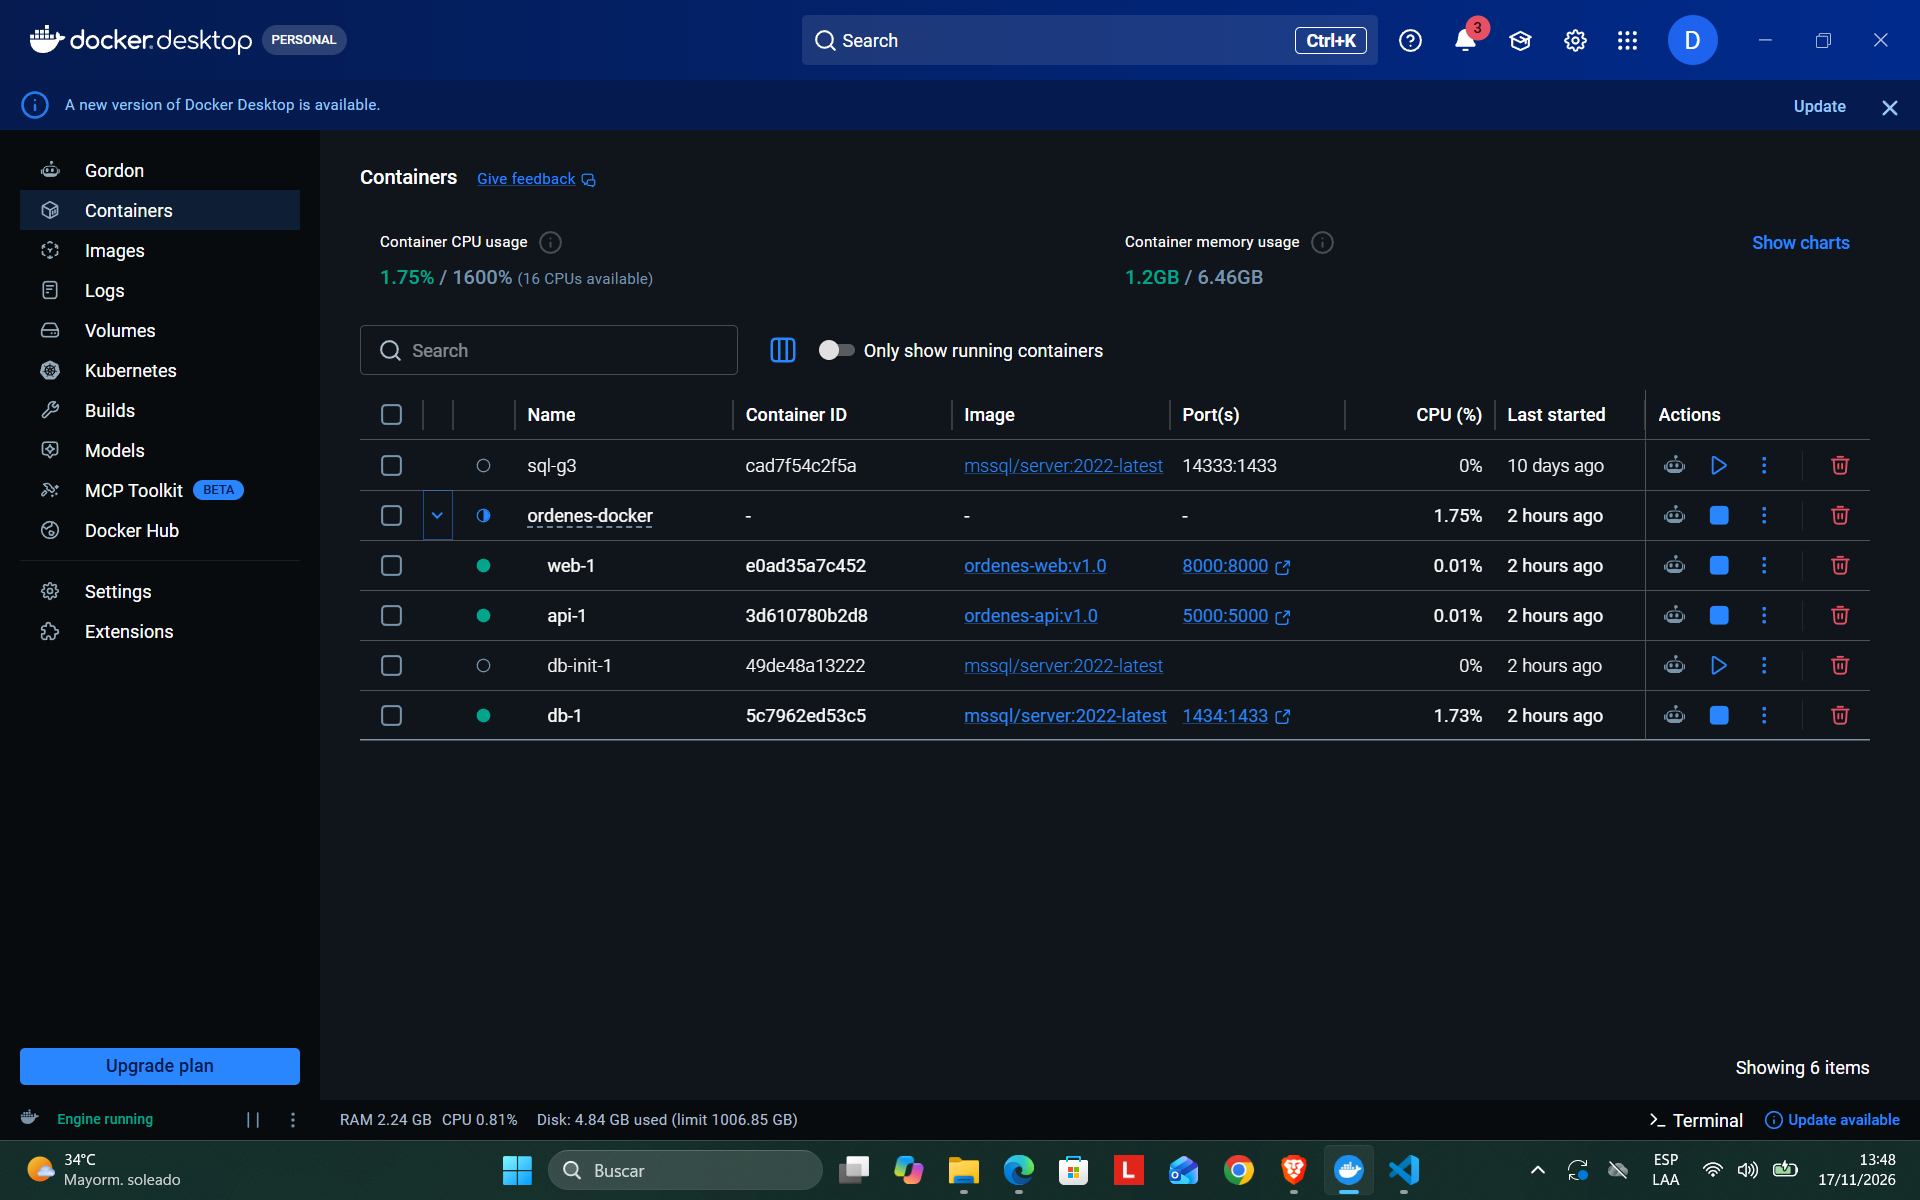 docker.desktop PERSONAL
Search Ctrl+K
3
D
A new version of Docker Desktop is available. Update
Gordon
Containers
Images
Logs
Volumes
Kubernetes
Builds
Models
MCP Toolkit BETA
Docker Hub
Settings
Extensions
Upgrade plan
Containers Give feedback
Container CPU usage
1.75% / 1600% (16 CPUs available)
Container memory usage
1.2GB / 6.46GB
Show charts
Search
Only show running containers
Name Container ID Image Port(s) CPU (%) Last started Actions
sql-g3 cad7f54c2f5a mssql/server:2022-latest 14333:1433 0% 10 days ago
ordenes-docker - - - 1.75% 2 hours ago
web-1 e0ad35a7c452 ordenes-web:v1.0 8000:8000 0.01% 2 hours ago
api-1 3d610780b2d8 ordenes-api:v1.0 5000:5000 0.01% 2 hours ago
db-init-1 49de48a13222 mssql/server:2022-latest 0% 2 hours ago
db-1 5c7962ed53c5 mssql/server:2022-latest 1434:1433 1.73% 2 hours ago
Showing 6 items
Engine running
RAM 2.24 GB CPU 0.81% Disk: 4.84 GB used (limit 1006.85 GB)
>_ Terminal
Update available
34°C
Mayorm. soleado
Buscar
L
ESP
LAA
13:48
17/11/2026